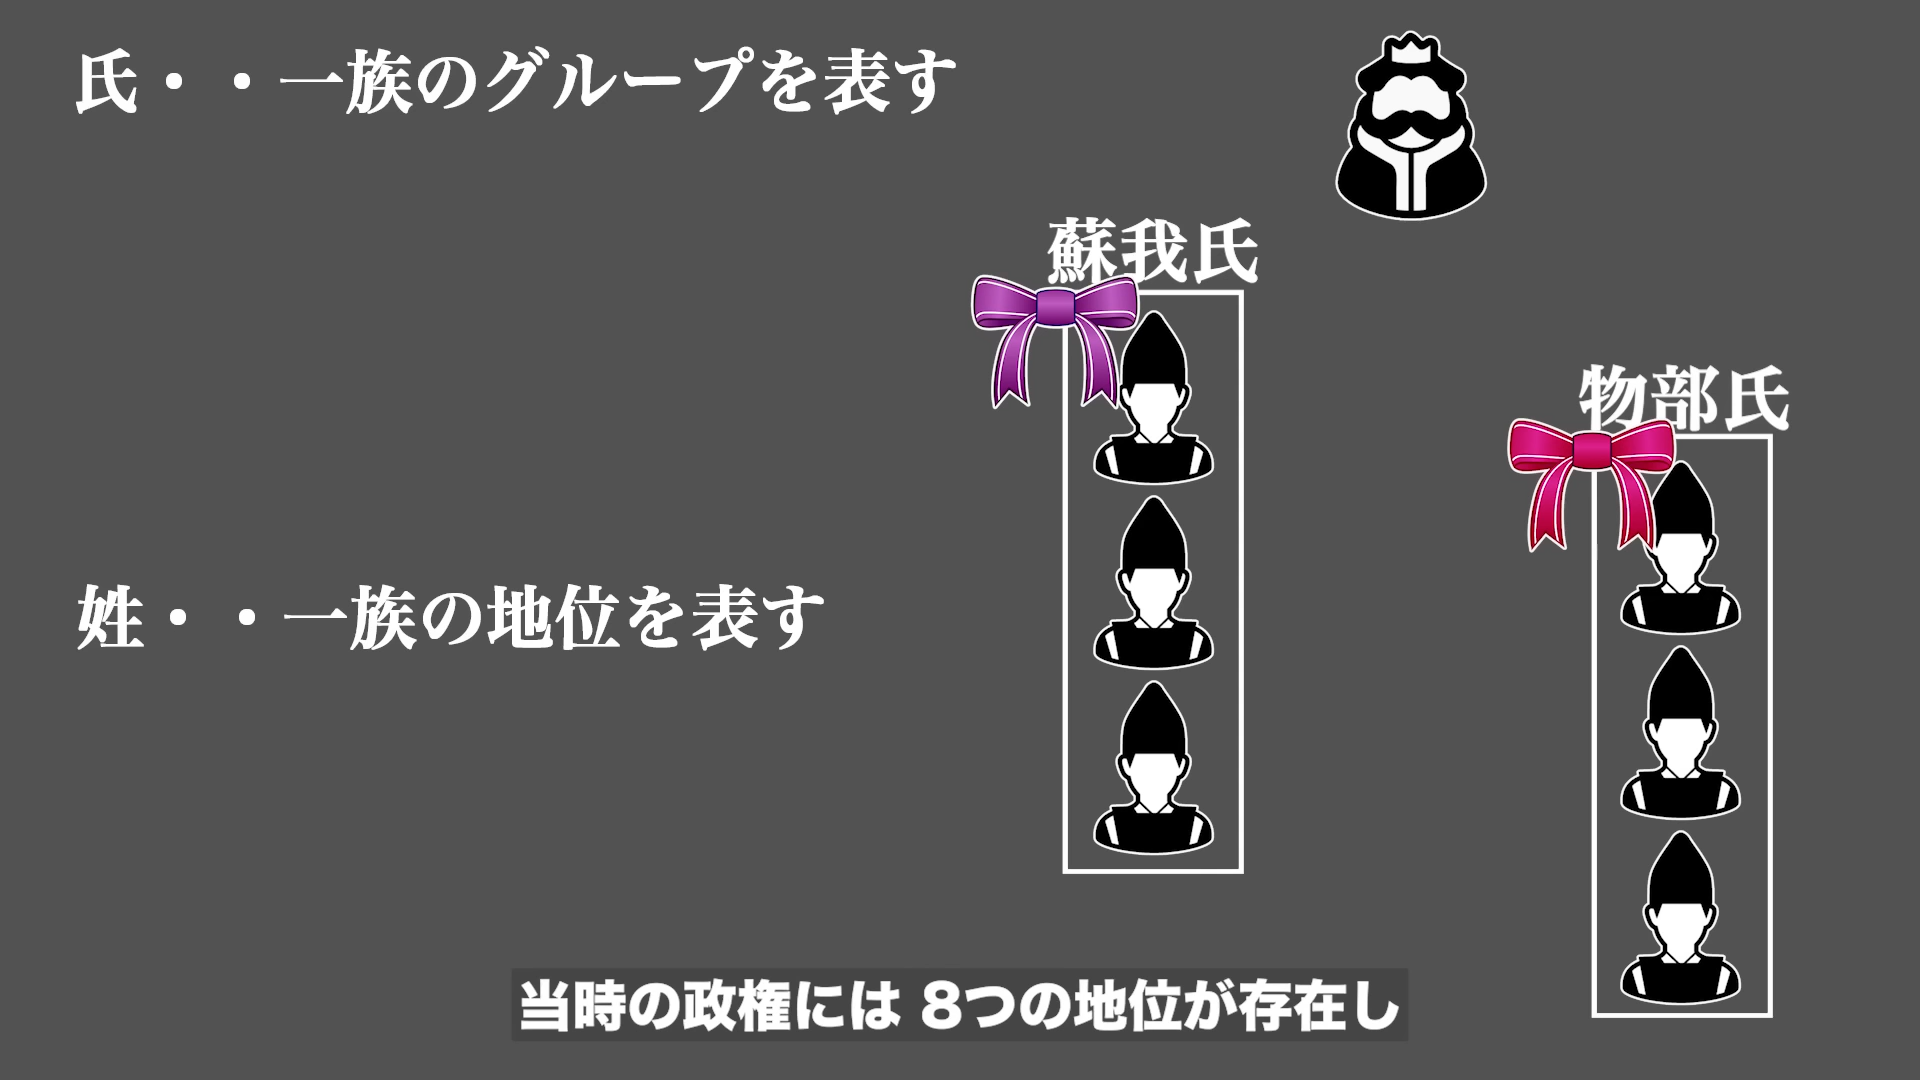 氏・・一族のグループを表す
蘇我氏
物部氏
姓・・一族の地位を表す
当時の政権には 8つの地位が存在し